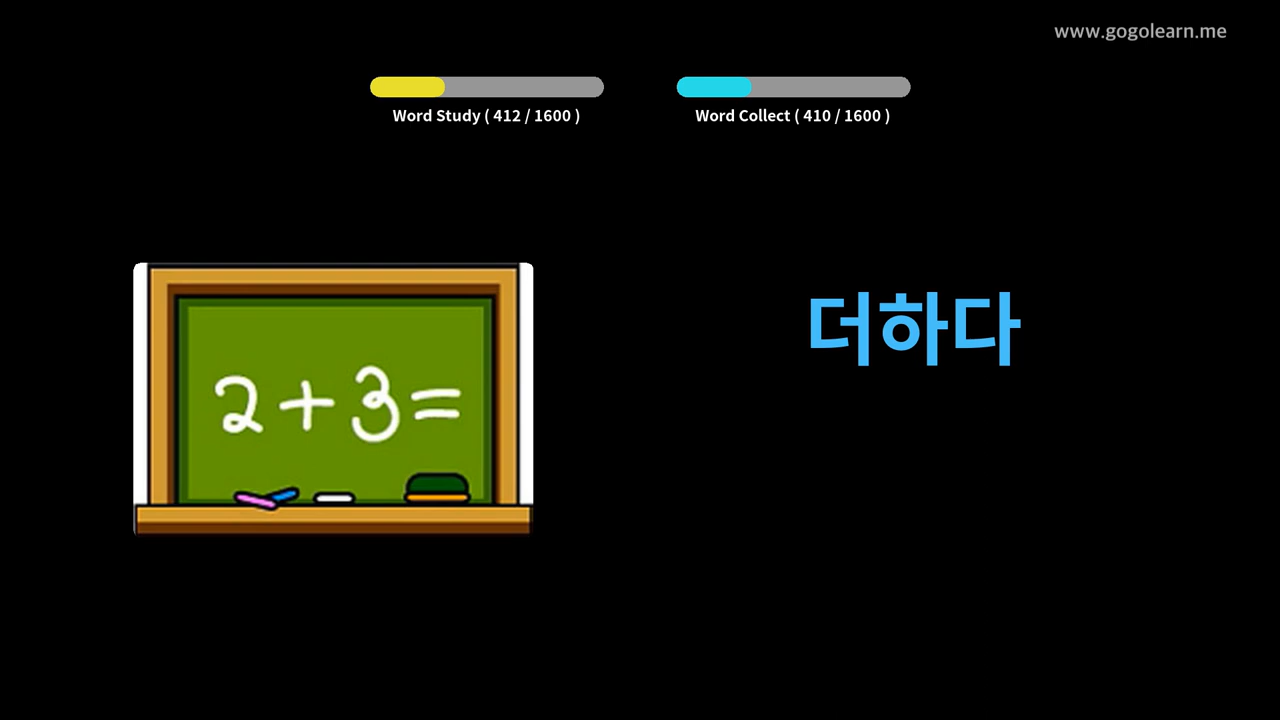 www.gogolearn.me
Word Study ( 412 / 1600 )
Word Collect ( 410 / 1600 )
더하다
2+3=